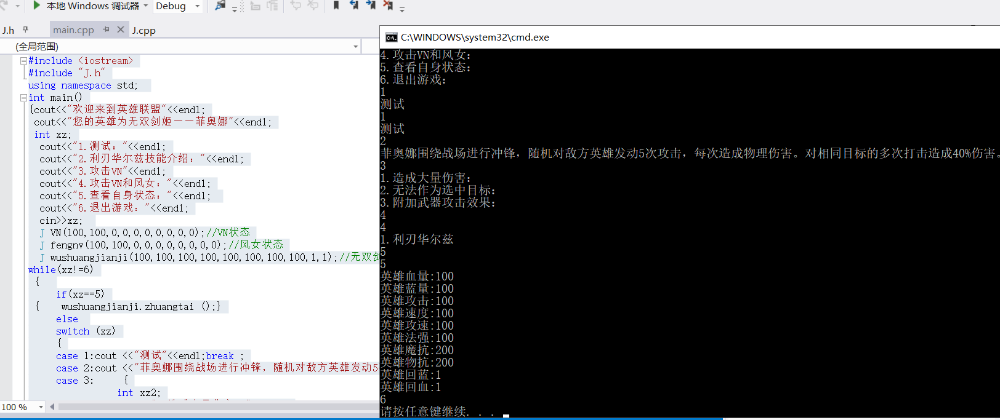 本地 Windows 调试器 Debug
J.h main.cpp J.cpp
(全局范围)
#include <iostream>
#include "J.h"
using namespace std;
int main()
{cout<<"欢迎来到英雄联盟"<<endl;
cout<<"您的英雄为无双剑姬——菲奥娜"<<endl;
int xz;
cout<<"1.测试："<<endl;
cout<<"2.利刃华尔兹技能介绍："<<endl;
cout<<"3.攻击VN"<<endl;
cout<<"4.攻击VN和风女："<<endl;
cout<<"5.查看自身状态："<<endl;
cout<<"6.退出游戏："<<endl;
cin>>xz;
J VN(100,100,0,0,0,0,0,0,0,0);//VN状态
J fengnv(100,100,0,0,0,0,0,0,0,0);//风女状态
J wushuangjianji(100,100,100,100,100,100,100,100,1,1);//无双剑
while(xz!=6)
{
if(xz==5)
{ wushuangjianji.zhuangtai ();}
else
switch (xz)
{
case 1:cout <<"测试"<<endl;break ;
case 2:cout <<"菲奥娜围绕战场进行冲锋，随机对敌方英雄发动5
case 3: {
int xz2;
100 %
C:\WINDOWS\system32\cmd.exe
4.攻击VN和风女：
5.查看自身状态：
6.退出游戏：
1
测试
1
测试
2
菲奥娜围绕战场进行冲锋，随机对敌方英雄发动5次攻击，每次造成物理伤害。对相同目标的多次打击造成40%伤害。
3
1.造成大量伤害：
2.无法作为选中目标：
3.附加武器攻击效果：
4
4
1.利刃华尔兹
5
5
英雄血量:100
英雄蓝量:100
英雄攻击:100
英雄速度:100
英雄攻速:100
英雄法强:100
英雄魔抗:200
英雄物抗:200
英雄回蓝:1
英雄回血:1
6
请按任意键继续. . .